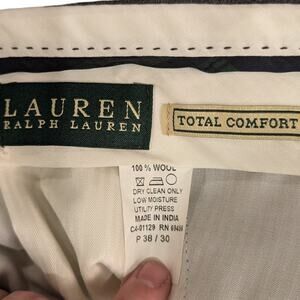 LAUREN
RALPH LAUREN
TOTAL COMFORT
100% WOOL
DRY CLEAN ONLY
LOW MOISTURE
UTILITY PRESS
MADE IN INDIA
C4-01129 RN 69486
P 38 / 30